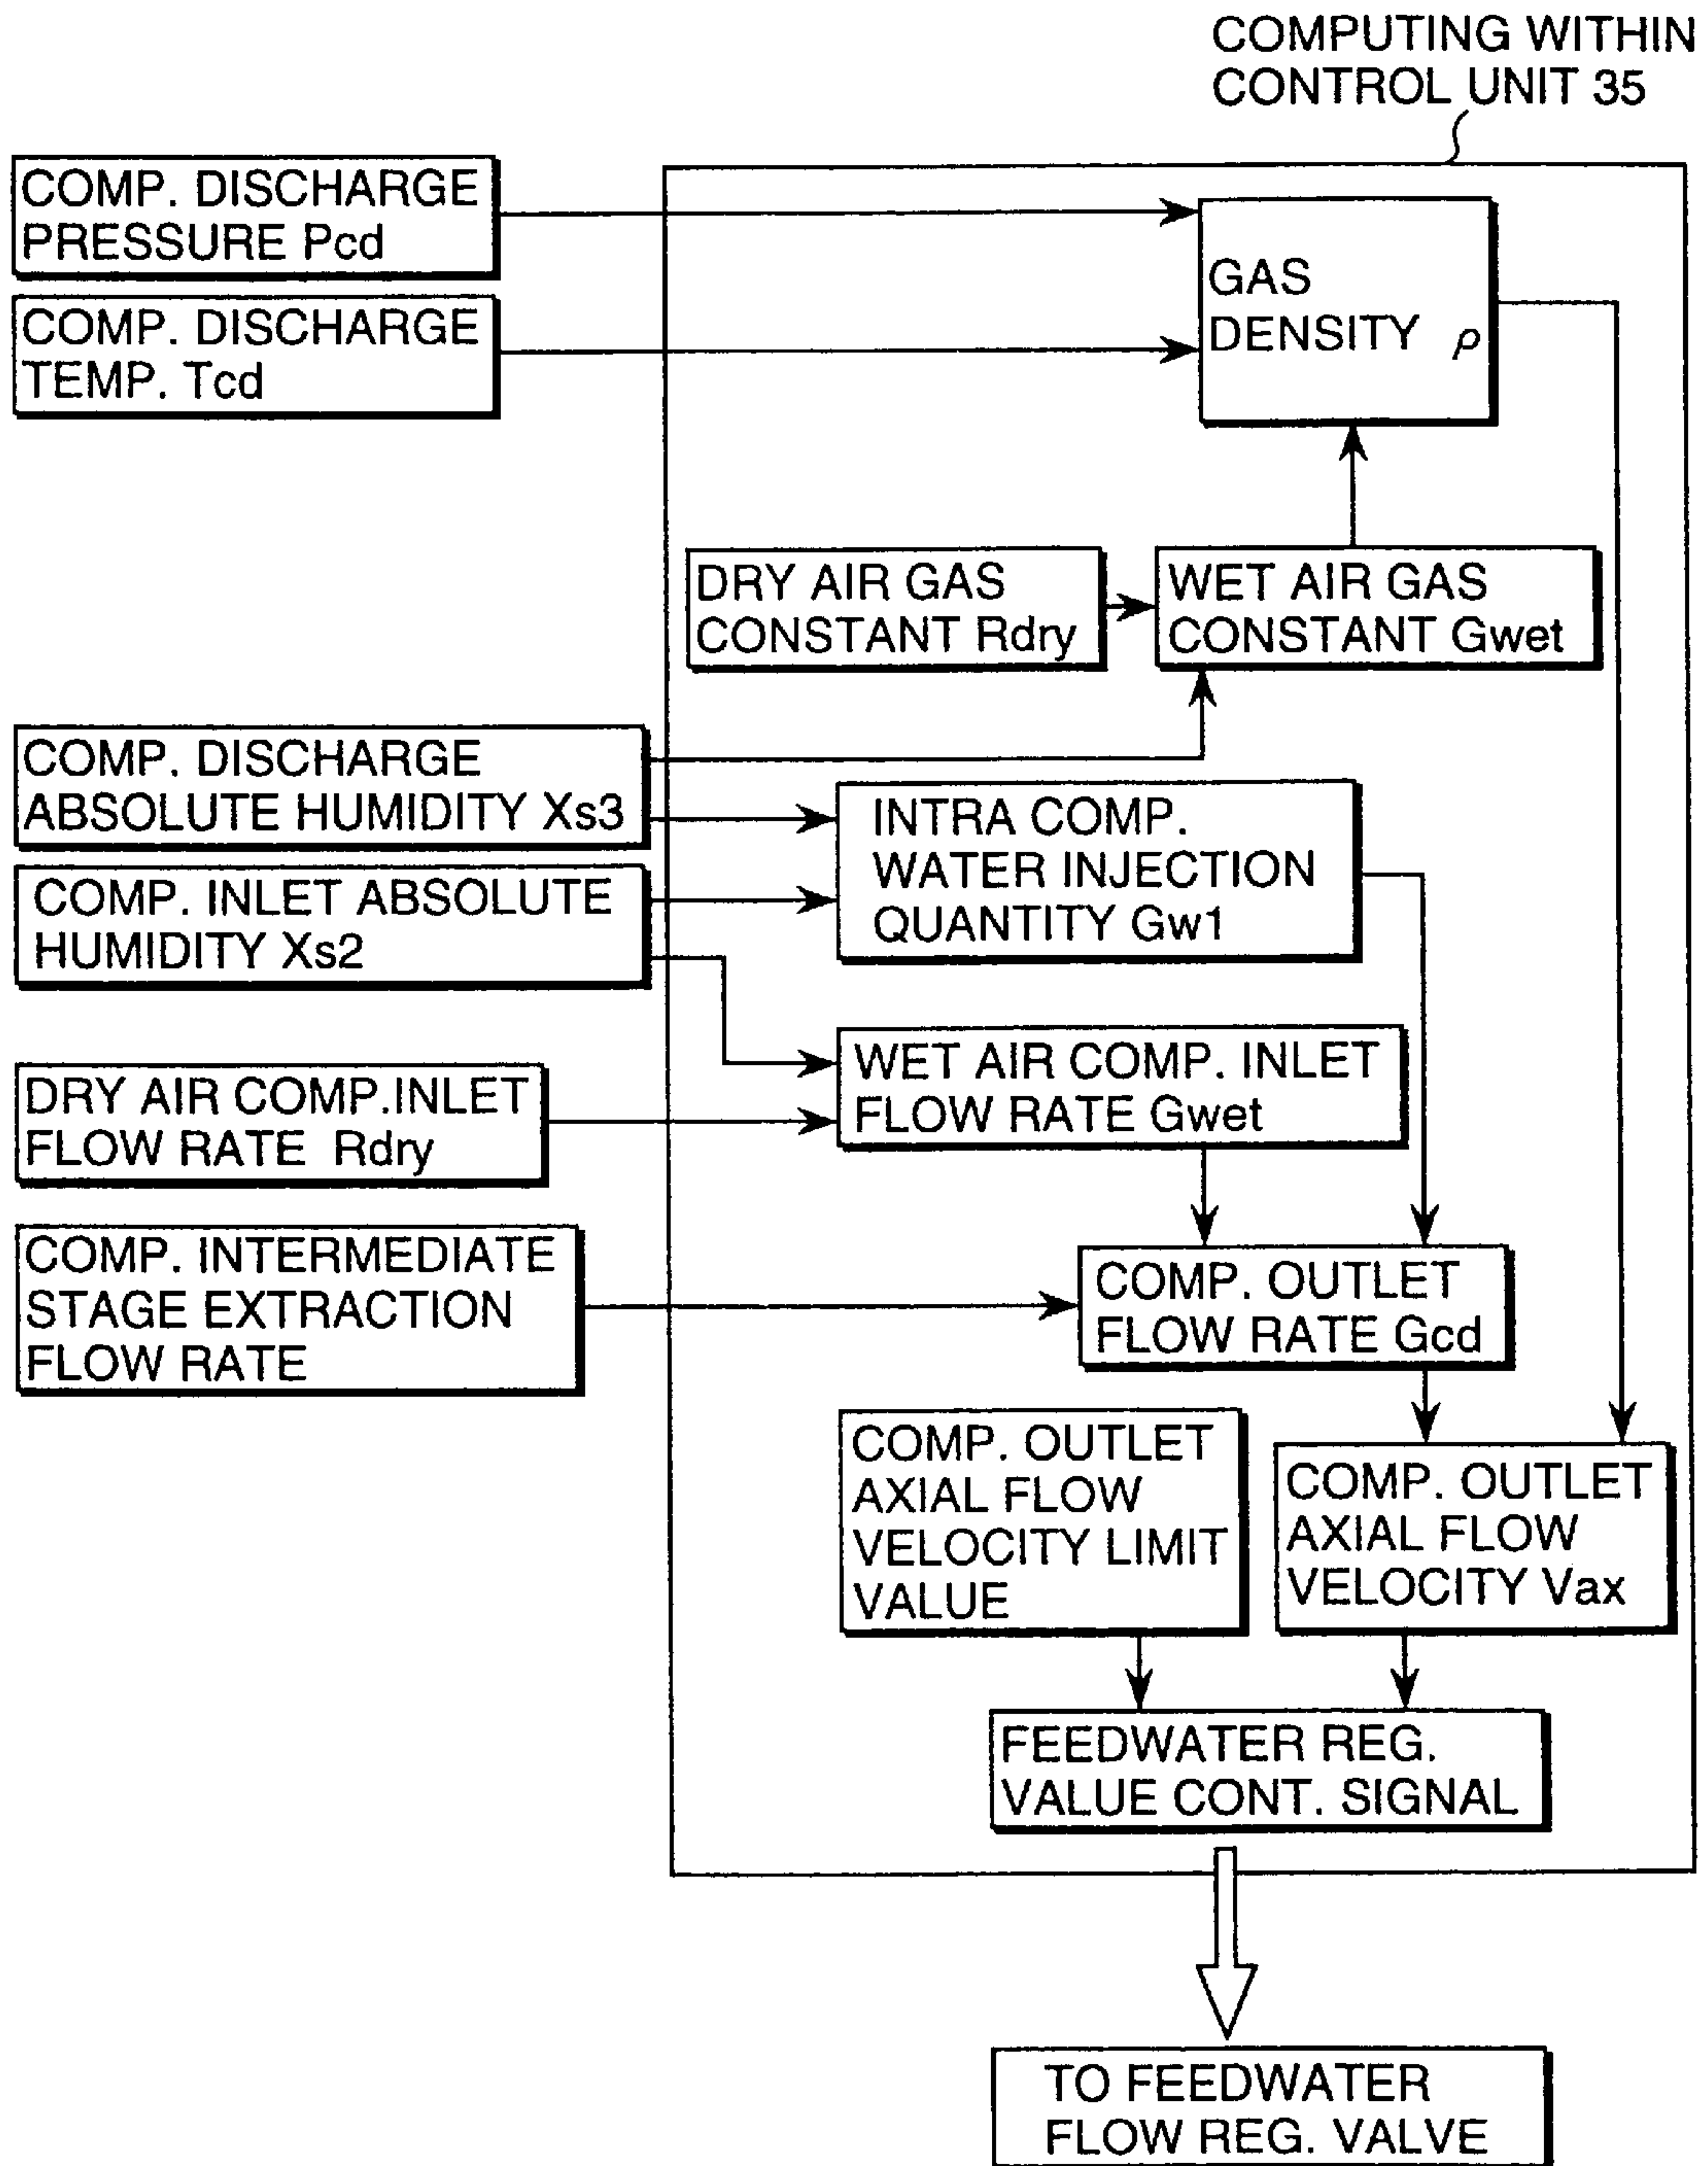 COMPUTING WITHIN
CONTROL UNIT 35
COMP. DISCHARGE
PRESSURE Pcd
COMP. DISCHARGE
TEMP. Tcd
GAS
DENSITY ρ
DRY AIR GAS
CONSTANT Rdry
WET AIR GAS
CONSTANT Gwet
COMP. DISCHARGE
ABSOLUTE HUMIDITY Xs3
COMP. INLET ABSOLUTE
HUMIDITY Xs2
INTRA COMP.
WATER INJECTION
QUANTITY Gw1
DRY AIR COMP.INLET
FLOW RATE Rdry
WET AIR COMP. INLET
FLOW RATE Gwet
COMP. INTERMEDIATE
STAGE EXTRACTION
FLOW RATE
COMP. OUTLET
FLOW RATE Gcd
COMP. OUTLET
AXIAL FLOW
VELOCITY LIMIT
VALUE
COMP. OUTLET
AXIAL FLOW
VELOCITY Vax
FEEDWATER REG.
VALUE CONT. SIGNAL
TO FEEDWATER
FLOW REG. VALVE